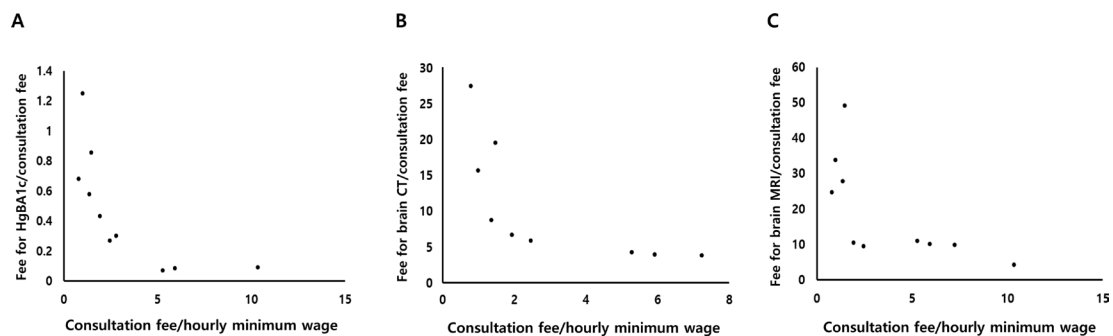 A
Fee for HgBA1c/consultation fee
1.4
1.2
1
0.8
0.6
0.4
0.2
0
0 5 10 15
Consultation fee/hourly minimum wage
B
Fee for brain CT/consultation fee
30
25
20
15
10
5
0
0 2 4 6 8
Consultation fee/hourly minimum wage
C
Fee for brain MRI/consultation fee
60
50
40
30
20
10
0
0 5 10 15
Consultation fee/hourly minimum wage